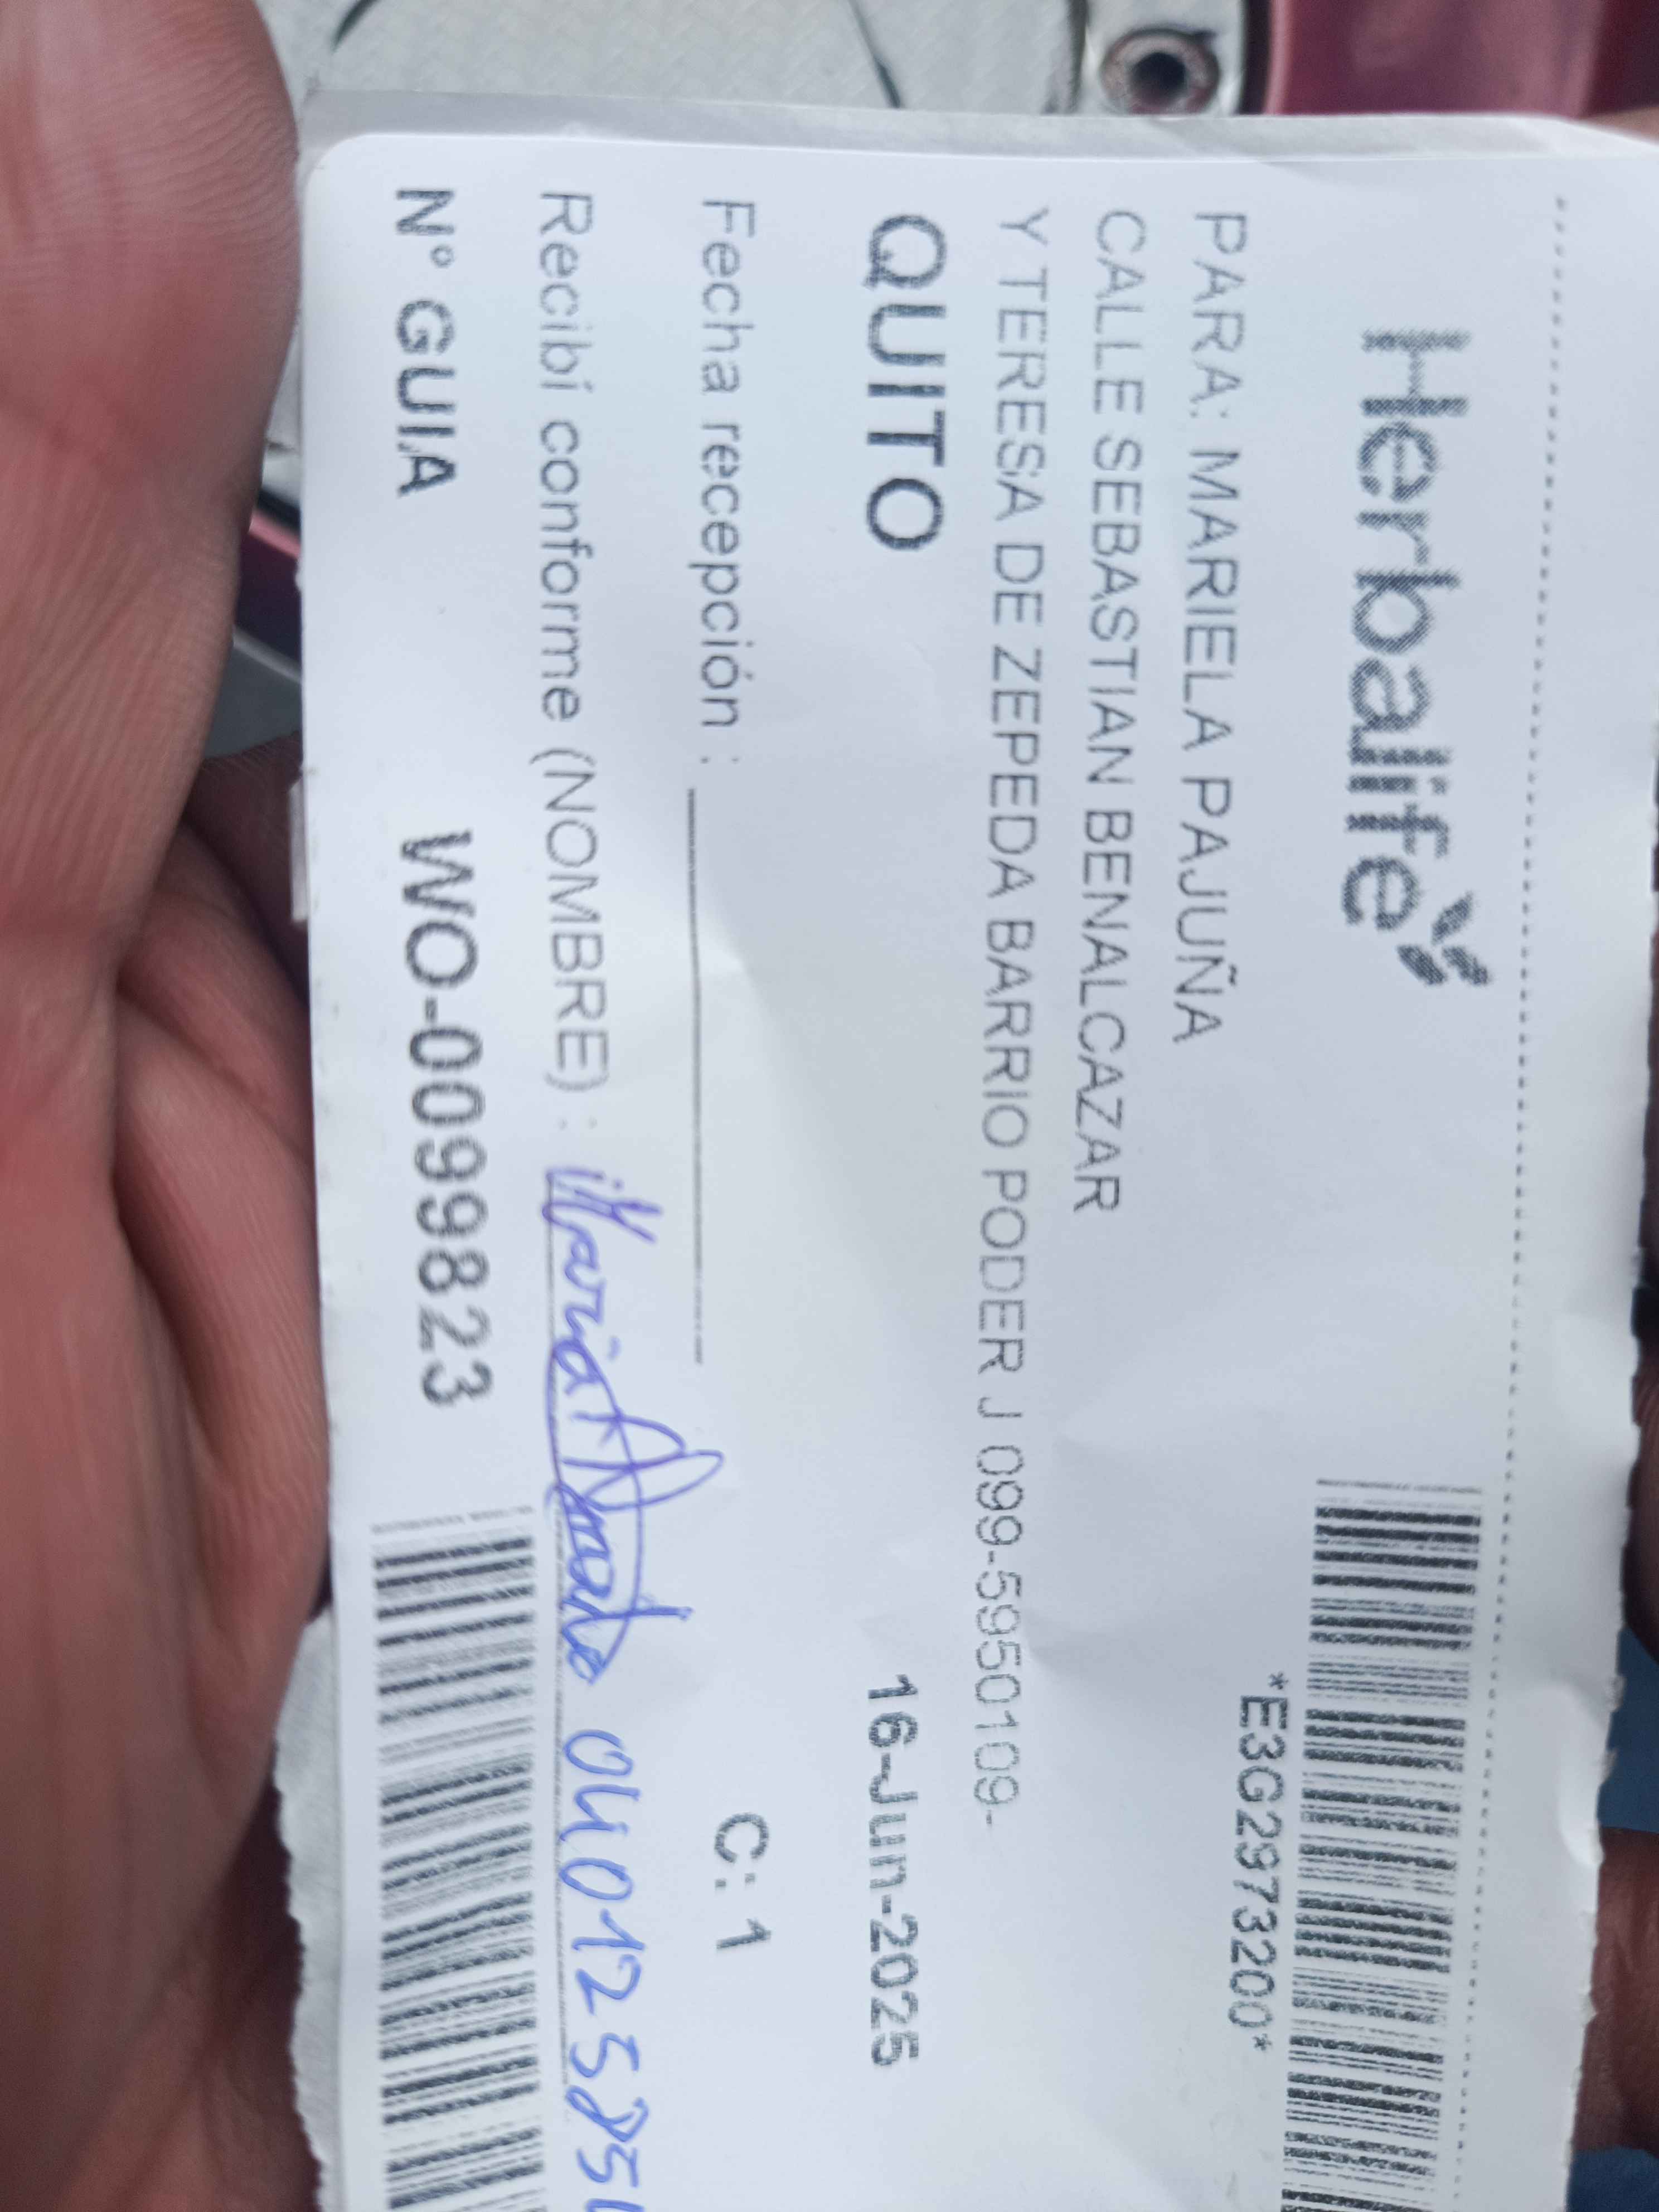 Herbalife
*E3G2973200*
PARA: MARIELA PAJUÑA
CALLE SEBASTIAN BENALCAZAR
Y TERESA DE ZEPEDA BARRIO PODER J 099-5950109-
QUITO 16-Jun-2025
Fecha recepción : C: 1
Recibí conforme (NOMBRE) : Maria
N° GUIA WO-0099823